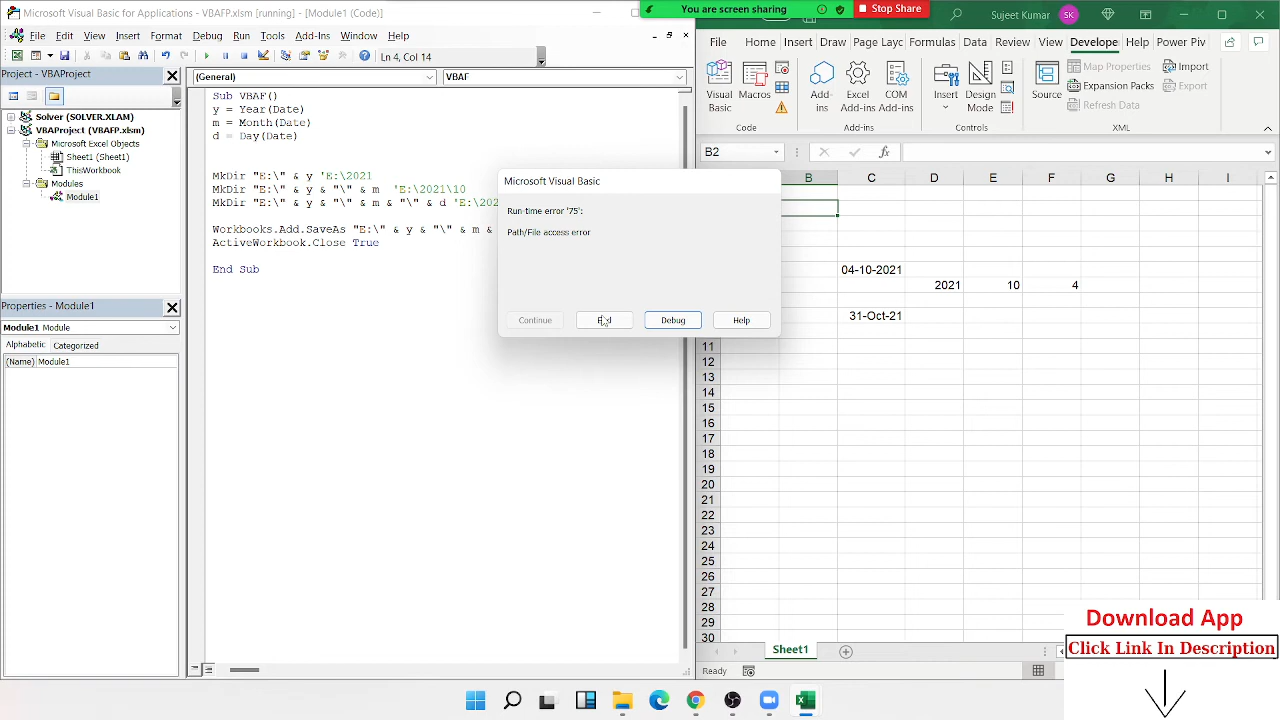 Microsoft Visual Basic for Applications - VBAFP.xlsm [running] - [Module1 (Code)]
You are screen sharing
Stop Share
Sujeet Kumar
SK
File Edit View Insert Format Debug Run Tools Add-Ins Window Help
File Home Insert Draw Page Layc Formulas Data Review View Develope Help Power Piv
Ln 4, Col 14
Project - VBAProject
(General)
VBAF
Solver (SOLVER.XLAM)
VBAProject (VBAFP.xlsm)
Microsoft Excel Objects
Sheet1 (Sheet1)
ThisWorkbook
Modules
Module1
Properties - Module1
Module1 Module
Alphabetic Categorized
(Name) Module1
Sub VBAF()
y = Year(Date)
m = Month(Date)
d = Day(Date)
MkDir "E:\" & y 'E:\2021
MkDir "E:\" & y & "\" & m 'E:\2021\10
MkDir "E:\" & y & "\" & m & "\" & d 'E:\202
Workbooks.Add.SaveAs "E:\" & y & "\" & m &
ActiveWorkbook.Close True
End Sub
Microsoft Visual Basic
Run-time error '75':
Path/File access error
Continue
Debug
Help
Visual Basic
Macros
Code
Add-ins
Excel Add-ins
COM Add-ins
Add-ins
Insert
Design Mode
Controls
Source
Map Properties
Expansion Packs
Refresh Data
Import
Export
XML
B2
fx
B C D E F G H I
04-10-2021
2021 10 4
31-Oct-21
11
12
13
14
15
16
17
18
19
20
21
22
23
24
25
26
27
28
29
30
Sheet1
Ready
Download App
Click Link In Description